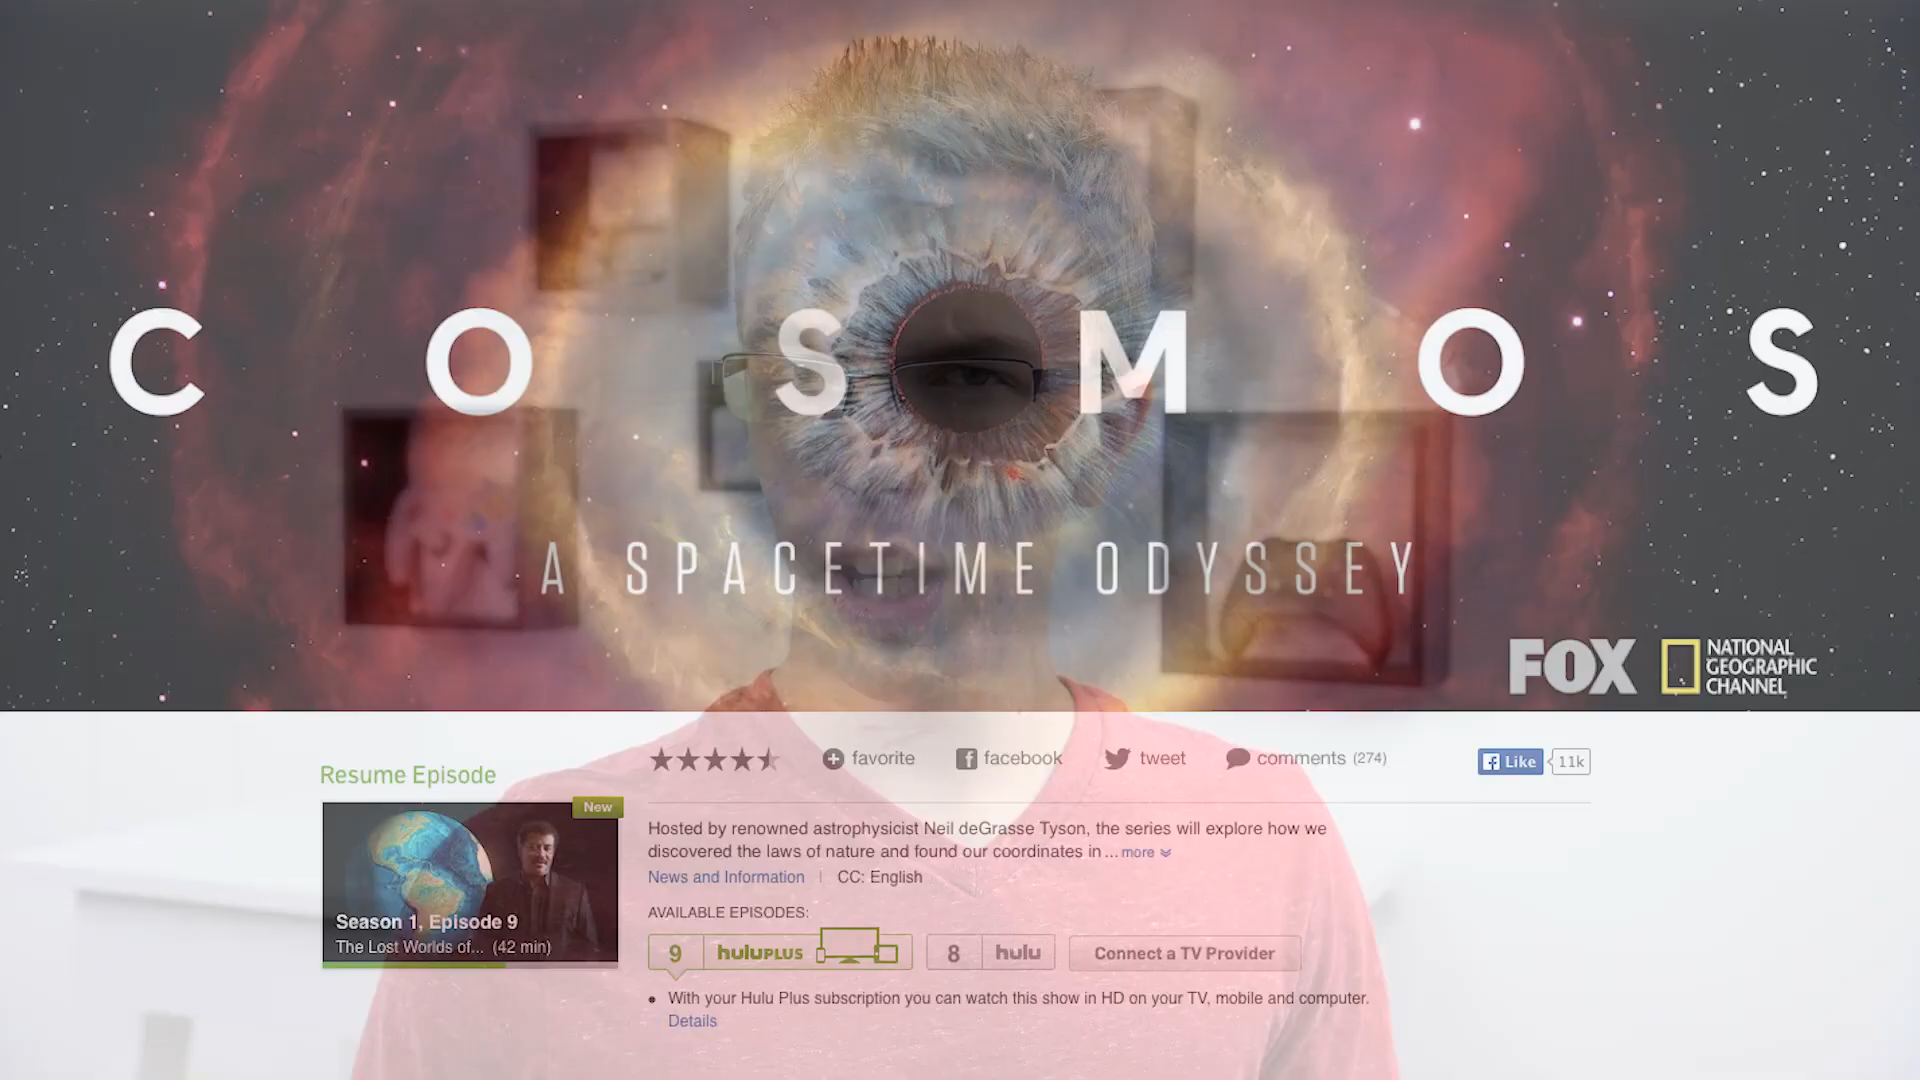 COSMOS
A SPACETIME ODYSSEY
FOX
NATIONAL
GEOGRAPHIC
CHANNEL
Resume Episode
New
Season 1, Episode 9
The Lost Worlds of... (42 min)
favorite
facebook
tweet
comments (274)
Like
11k
Hosted by renowned astrophysicist Neil deGrasse Tyson, the series will explore how we
discovered the laws of nature and found our coordinates in ... more
News and Information | CC: English
AVAILABLE EPISODES:
9 huluPLUS
8 hulu
Connect a TV Provider
• With your Hulu Plus subscription you can watch this show in HD on your TV, mobile and computer.
Details